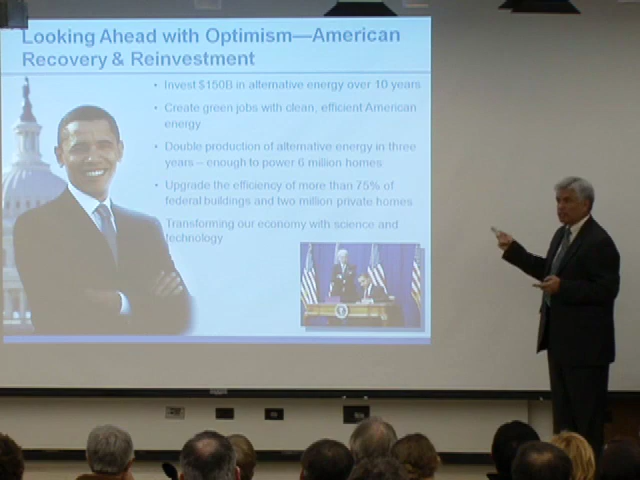 Looking Ahead with Optimism—American
Recovery & Reinvestment
• Invest $150B in alternative energy over 10 years
• Create green jobs with clean, efficient American
energy
• Double production of alternative energy in three
years – enough to power 6 million homes
• Upgrade the efficiency of more than 75% of
federal buildings and two million private homes
Transforming our economy with science and
technology